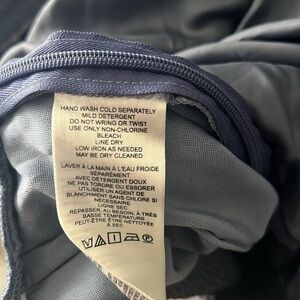 HAND WASH COLD SEPARATELY
MILD DETERGENT
DO NOT WRING OR TWIST
USE ONLY NON-CHLORINE
BLEACH
LINE DRY
LOW IRON AS NEEDED
MAY BE DRY CLEANED
LAVER À LA MAIN À L'EAU FROIDE
SÉPARÉMENT
AVEC DÉTERGENT DOUX
NE PAS TORDRE OU ESSORER
UTILISER UN AGENT DE
BLANCHIMENT SANS CHLORE SI
NÉCESSAIRE
LIGNE SEC
REPASSER, AU BESOIN, À TRÈS
BASSE TEMPERATURE
PEUT-ÊTRE ÊTRE NETTOYÉ
À SEC